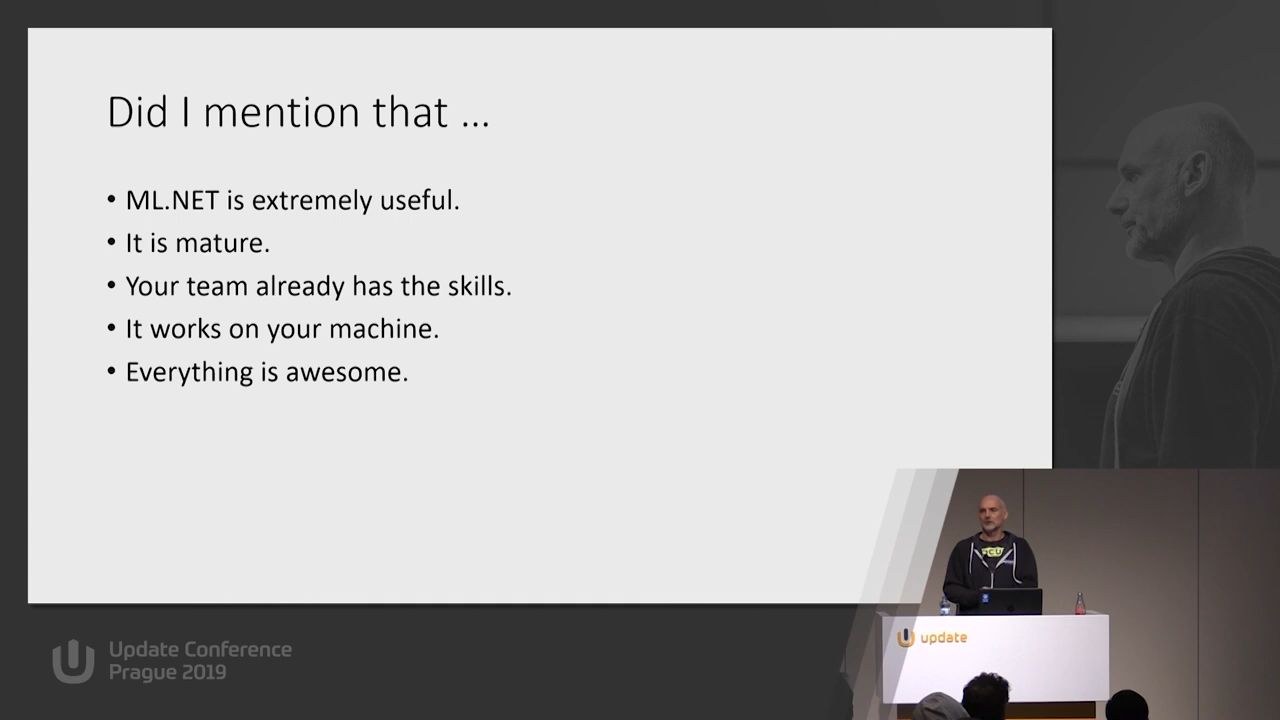 Did I mention that ...
• ML.NET is extremely useful.
• It is mature.
• Your team already has the skills.
• It works on your machine.
• Everything is awesome.
Update Conference
Prague 2019
update